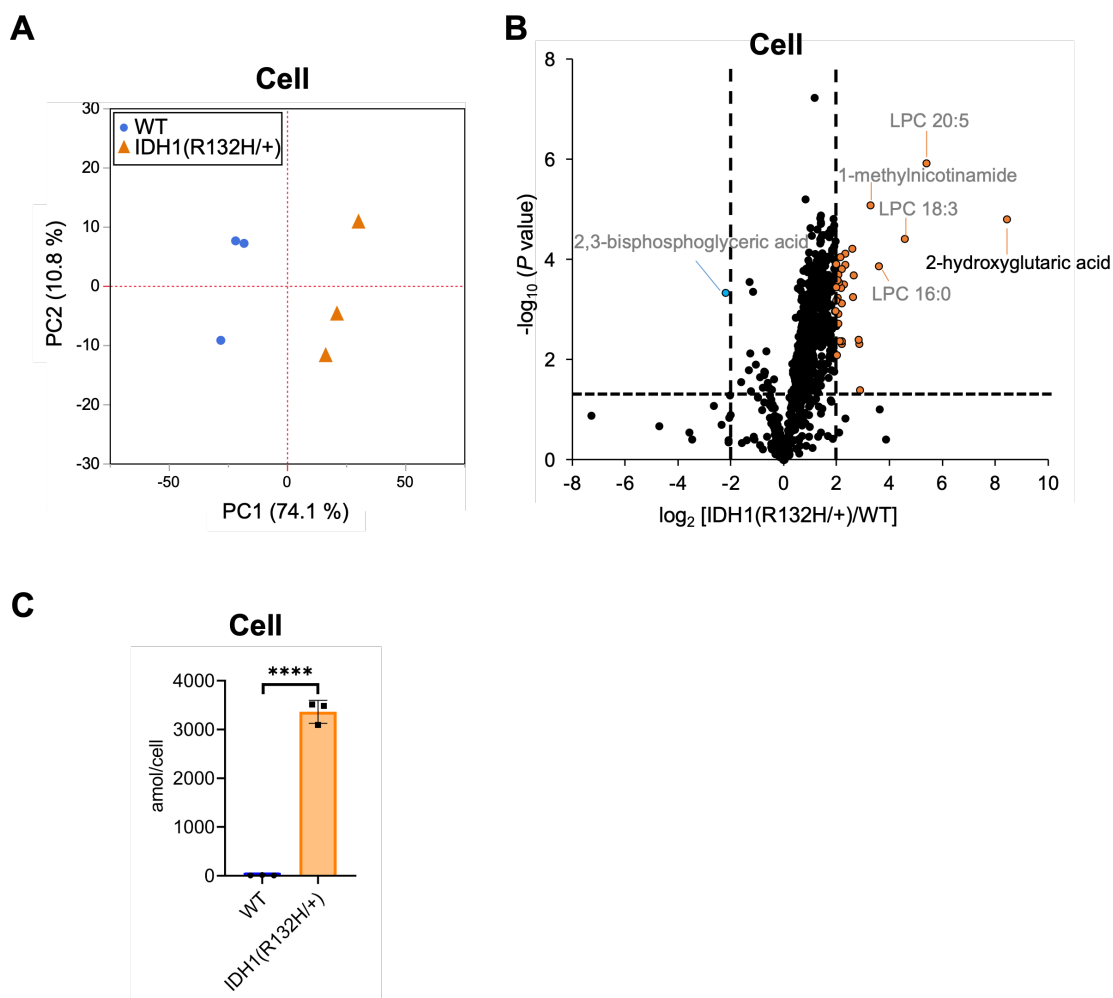 A
Cell
30
20
10
0
-10
-20
-30
-50
0
50
PC2 (10.8 %)
PC1 (74.1 %)
WT
IDH1(R132H/+)
B
Cell
8
6
4
2
0
-8
-6
-4
-2
0
2
4
6
8
10
-log10 (P value)
log2 [IDH1(R132H/+)/WT]
LPC 20:5
1-methylnicotinamide
LPC 18:3
2,3-bisphosphoglyceric acid
2-hydroxyglutaric acid
LPC 16:0
C
Cell
****
4000
3000
2000
1000
0
amol/cell
WT
IDH1(R132H/+)